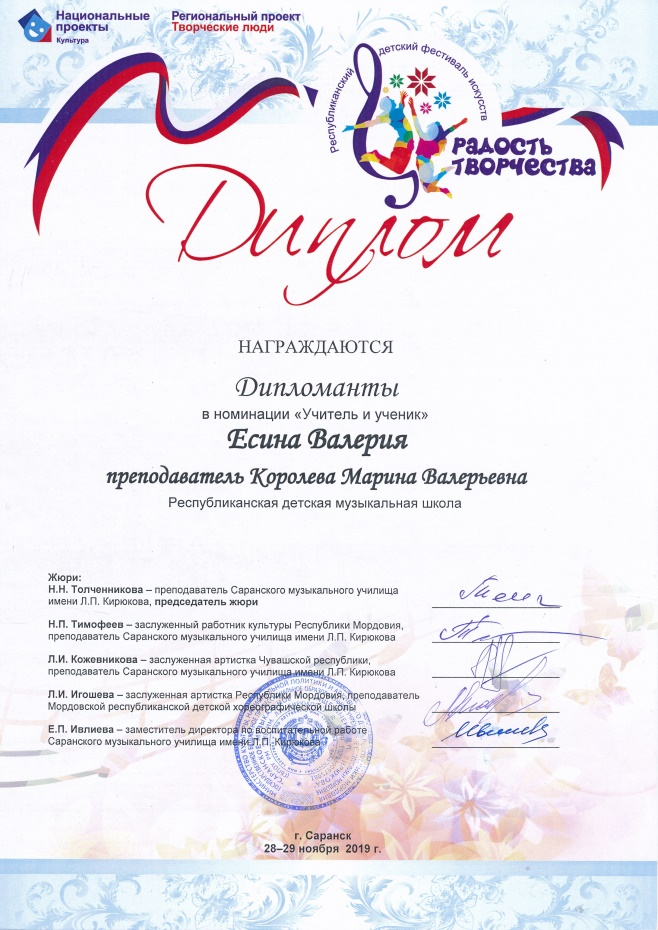 Национальные
проекты
Культура
Региональный проект
Творческие люди
Республиканский детский фестиваль искусств
РАДОСТЬ
ТВОРЧЕСТВА
Диплом
НАГРАЖДАЮТСЯ
Дипломанты
в номинации «Учитель и ученик»
Есина Валерия
преподаватель Королева Марина Валерьевна
Республиканская детская музыкальная школа
Жюри:
Н.Н. Толченникова – преподаватель Саранского музыкального училища
имени Л.П. Кирюкова, председатель жюри
Н.П. Тимофеев – заслуженный работник культуры Республики Мордовия,
преподаватель Саранского музыкального училища имени Л.П. Кирюкова
Л.И. Кожевникова – заслуженная артистка Чувашской республики,
преподаватель Саранского музыкального училища имени Л.П. Кирюкова
Л.И. Игошева – заслуженная артистка Республики Мордовия, преподаватель
Мордовской республиканской детской хореографической школы
Е.П. Ивлиева – заместитель директора по воспитательной работе
Саранского музыкального училища имени Л.П. Кирюкова
г. Саранск
28–29 ноября 2019 г.